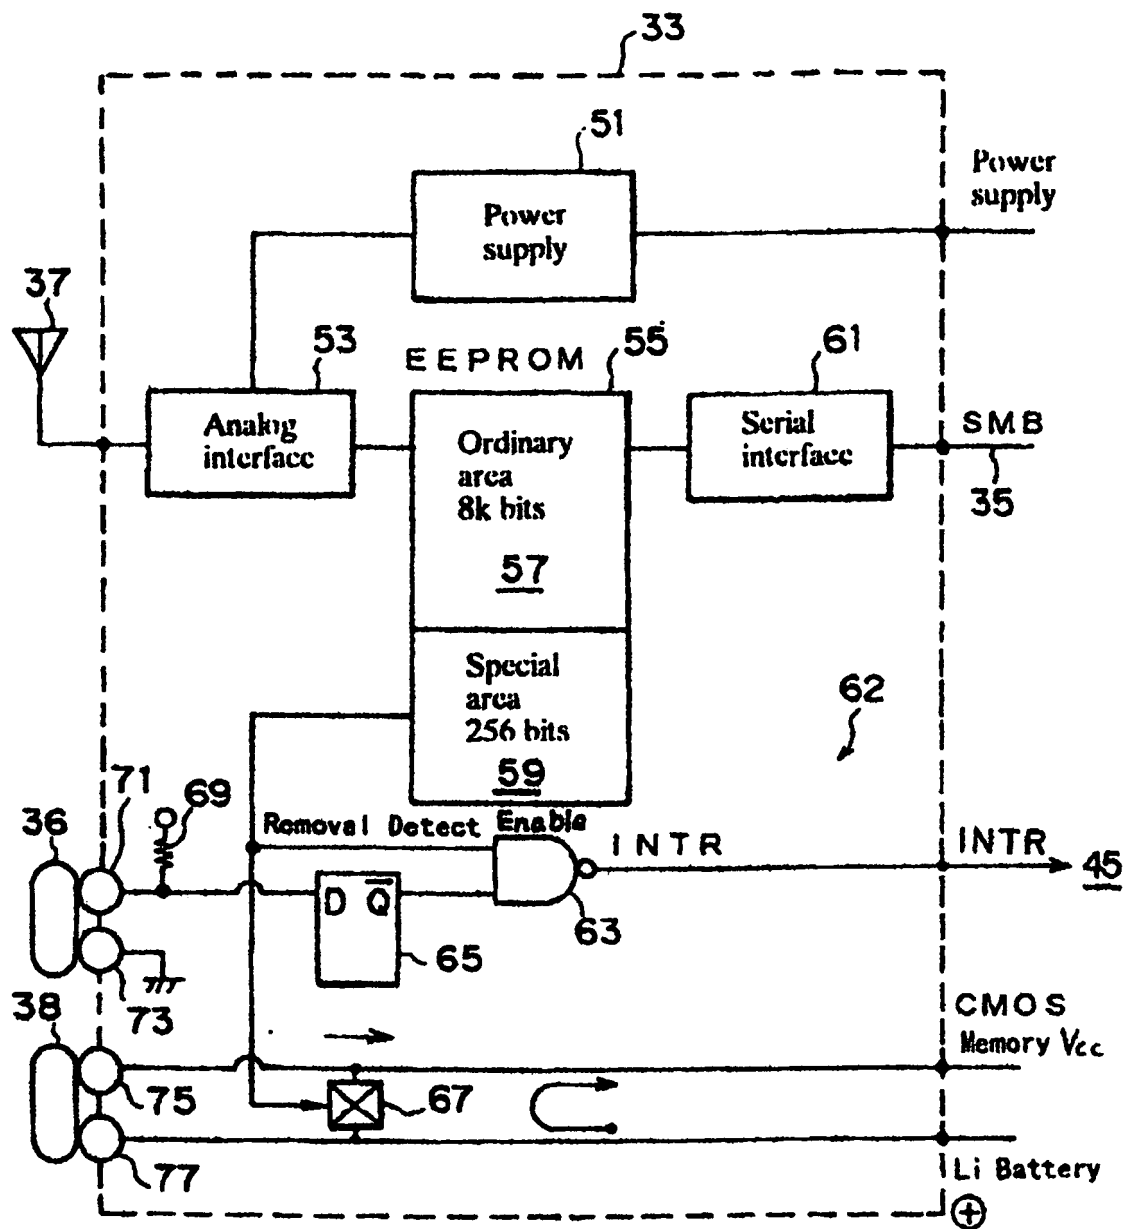 33
51
Power
supply
Power
supply
37
53
EEPROM
55
61
Analog
interface
Ordinary
area
8k bits
57
Serial
interface
SMB
35
Special
area
256 bits
59
62
71
69
36
Removal Detect Enable
INTR
INTR
45
D Q̅
63
65
73
38
CMOS
Memory Vcc
75
67
77
Li Battery
+